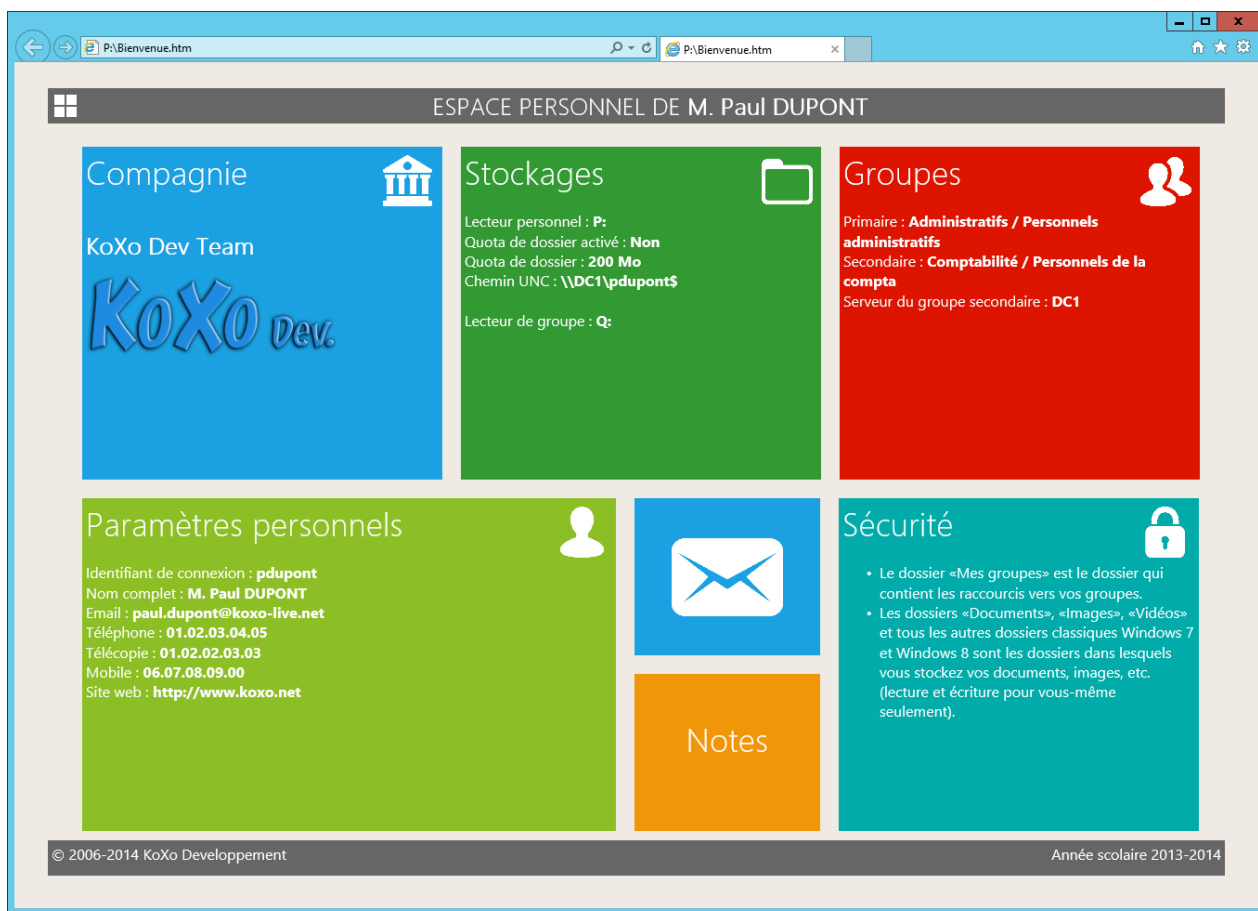 P:\Bienvenue.htm
P:\Bienvenue.htm
ESPACE PERSONNEL DE M. Paul DUPONT
Compagnie
KoXo Dev Team
KoXo Dev.
Stockages
Lecteur personnel : P:
Quota de dossier activé : Non
Quota de dossier : 200 Mo
Chemin UNC : \\DC1\pdupont$
Lecteur de groupe : Q:
Groupes
Primaire : Administratifs / Personnels
administratifs
Secondaire : Comptabilité / Personnels de la
compta
Serveur du groupe secondaire : DC1
Paramètres personnels
Identifiant de connexion : pdupont
Nom complet : M. Paul DUPONT
Email : paul.dupont@koxo-live.net
Téléphone : 01.02.03.04.05
Télécopie : 01.02.02.03.03
Mobile : 06.07.08.09.00
Site web : http://www.koxo.net
Notes
Sécurité
• Le dossier «Mes groupes» est le dossier qui
contient les raccourcis vers vos groupes.
• Les dossiers «Documents», «Images», «Vidéos»
et tous les autres dossiers classiques Windows 7
et Windows 8 sont les dossiers dans lesquels
vous stockez vos documents, images, etc.
(lecture et écriture pour vous-même
seulement).
© 2006-2014 KoXo Developpement
Année scolaire 2013-2014